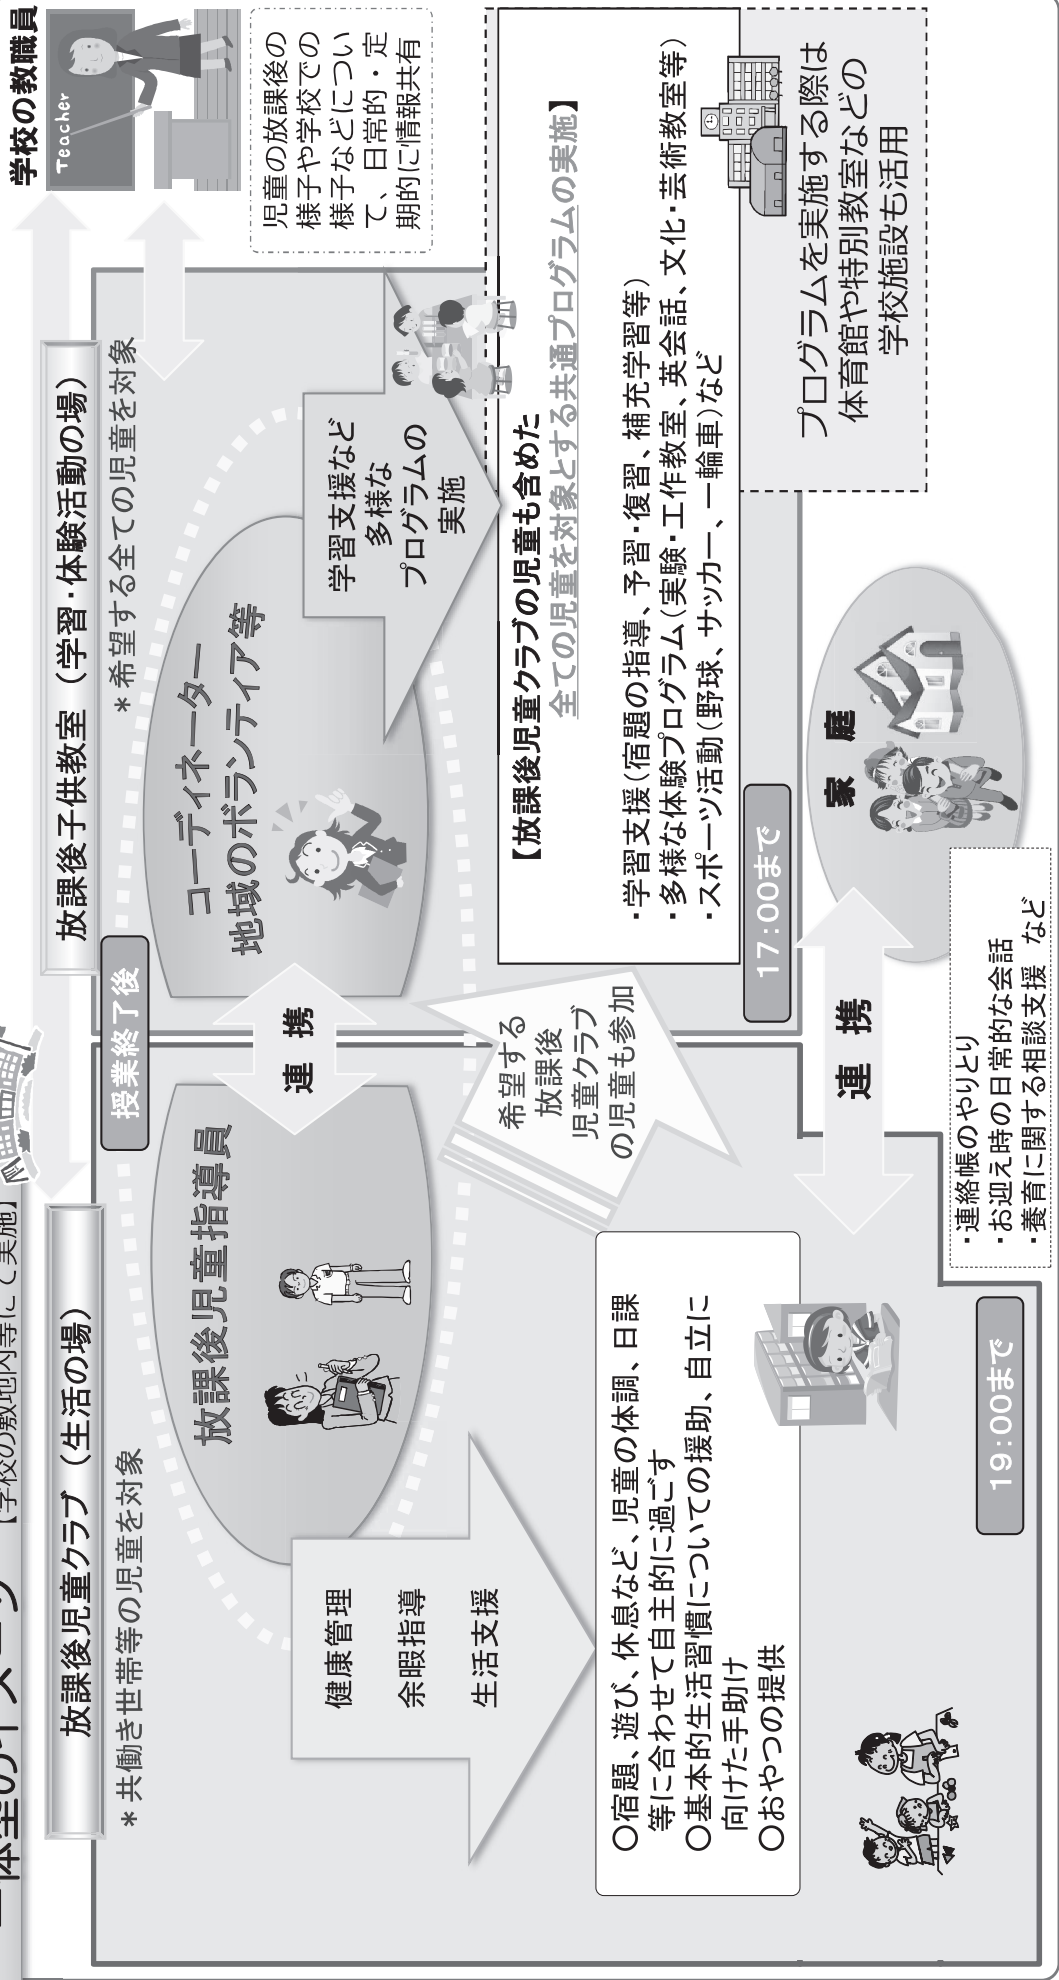 一体型のイメージ 【学校の敷地内等にて実施】
放課後児童クラブ（生活の場）
＊共働き世帯等の児童を対象
授業終了後
放課後子供教室（学習・体験活動の場）
＊希望する全ての児童を対象
学校の教職員
Teacher
児童の放課後の
様子や学校での
様子などについ
て、日常的・定
期的に情報共有
放課後児童指導員
連 携
コーディネーター
地域のボランティア等
健康管理
余暇指導
生活支援
学習支援など
多様な
プログラムの
実施
希望する
放課後
児童クラブ
の児童も参加
【放課後児童クラブの児童も含めた
全ての児童を対象とする共通プログラムの実施】
・学習支援（宿題の指導、予習・復習、補充学習等）
・多様な体験プログラム（実験・工作教室、英会話、文化・芸術教室等）
・スポーツ活動（野球、サッカー、一輪車）など
プログラムを実施する際は
体育館や特別教室などの
学校施設も活用
○宿題、遊び、休息など、児童の体調、日課
等に合わせて自主的に過ごす
○基本的生活習慣についての援助、自立に
向けた手助け
○おやつの提供
17:00まで
19:00まで
連 携
家 庭
・連絡帳のやりとり
・お迎え時の日常的な会話
・養育に関する相談支援 など